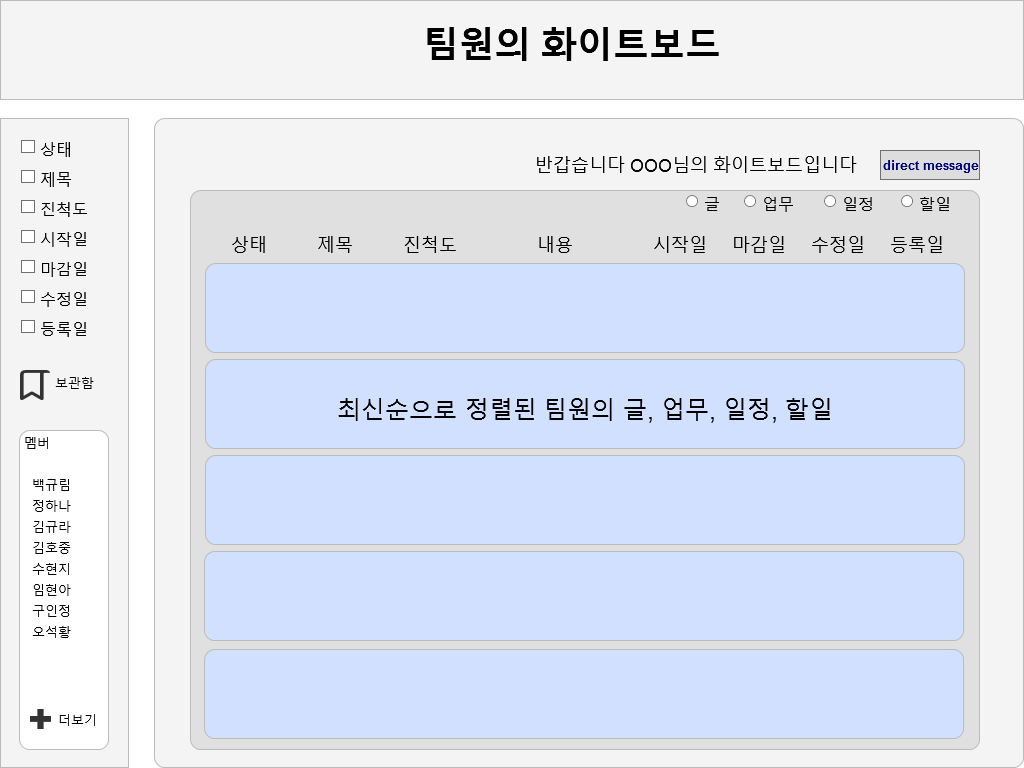 팀원의 화이트보드
상태
제목
진척도
시작일
마감일
수정일
등록일
보관함
멤버
백규림
정하나
김규라
김호중
수현지
임현아
구인정
오석황
더보기
반갑습니다 OOO님의 화이트보드입니다 direct message
글 업무 일정 할일
상태 제목 진척도 내용 시작일 마감일 수정일 등록일
최신순으로 정렬된 팀원의 글, 업무, 일정, 할일